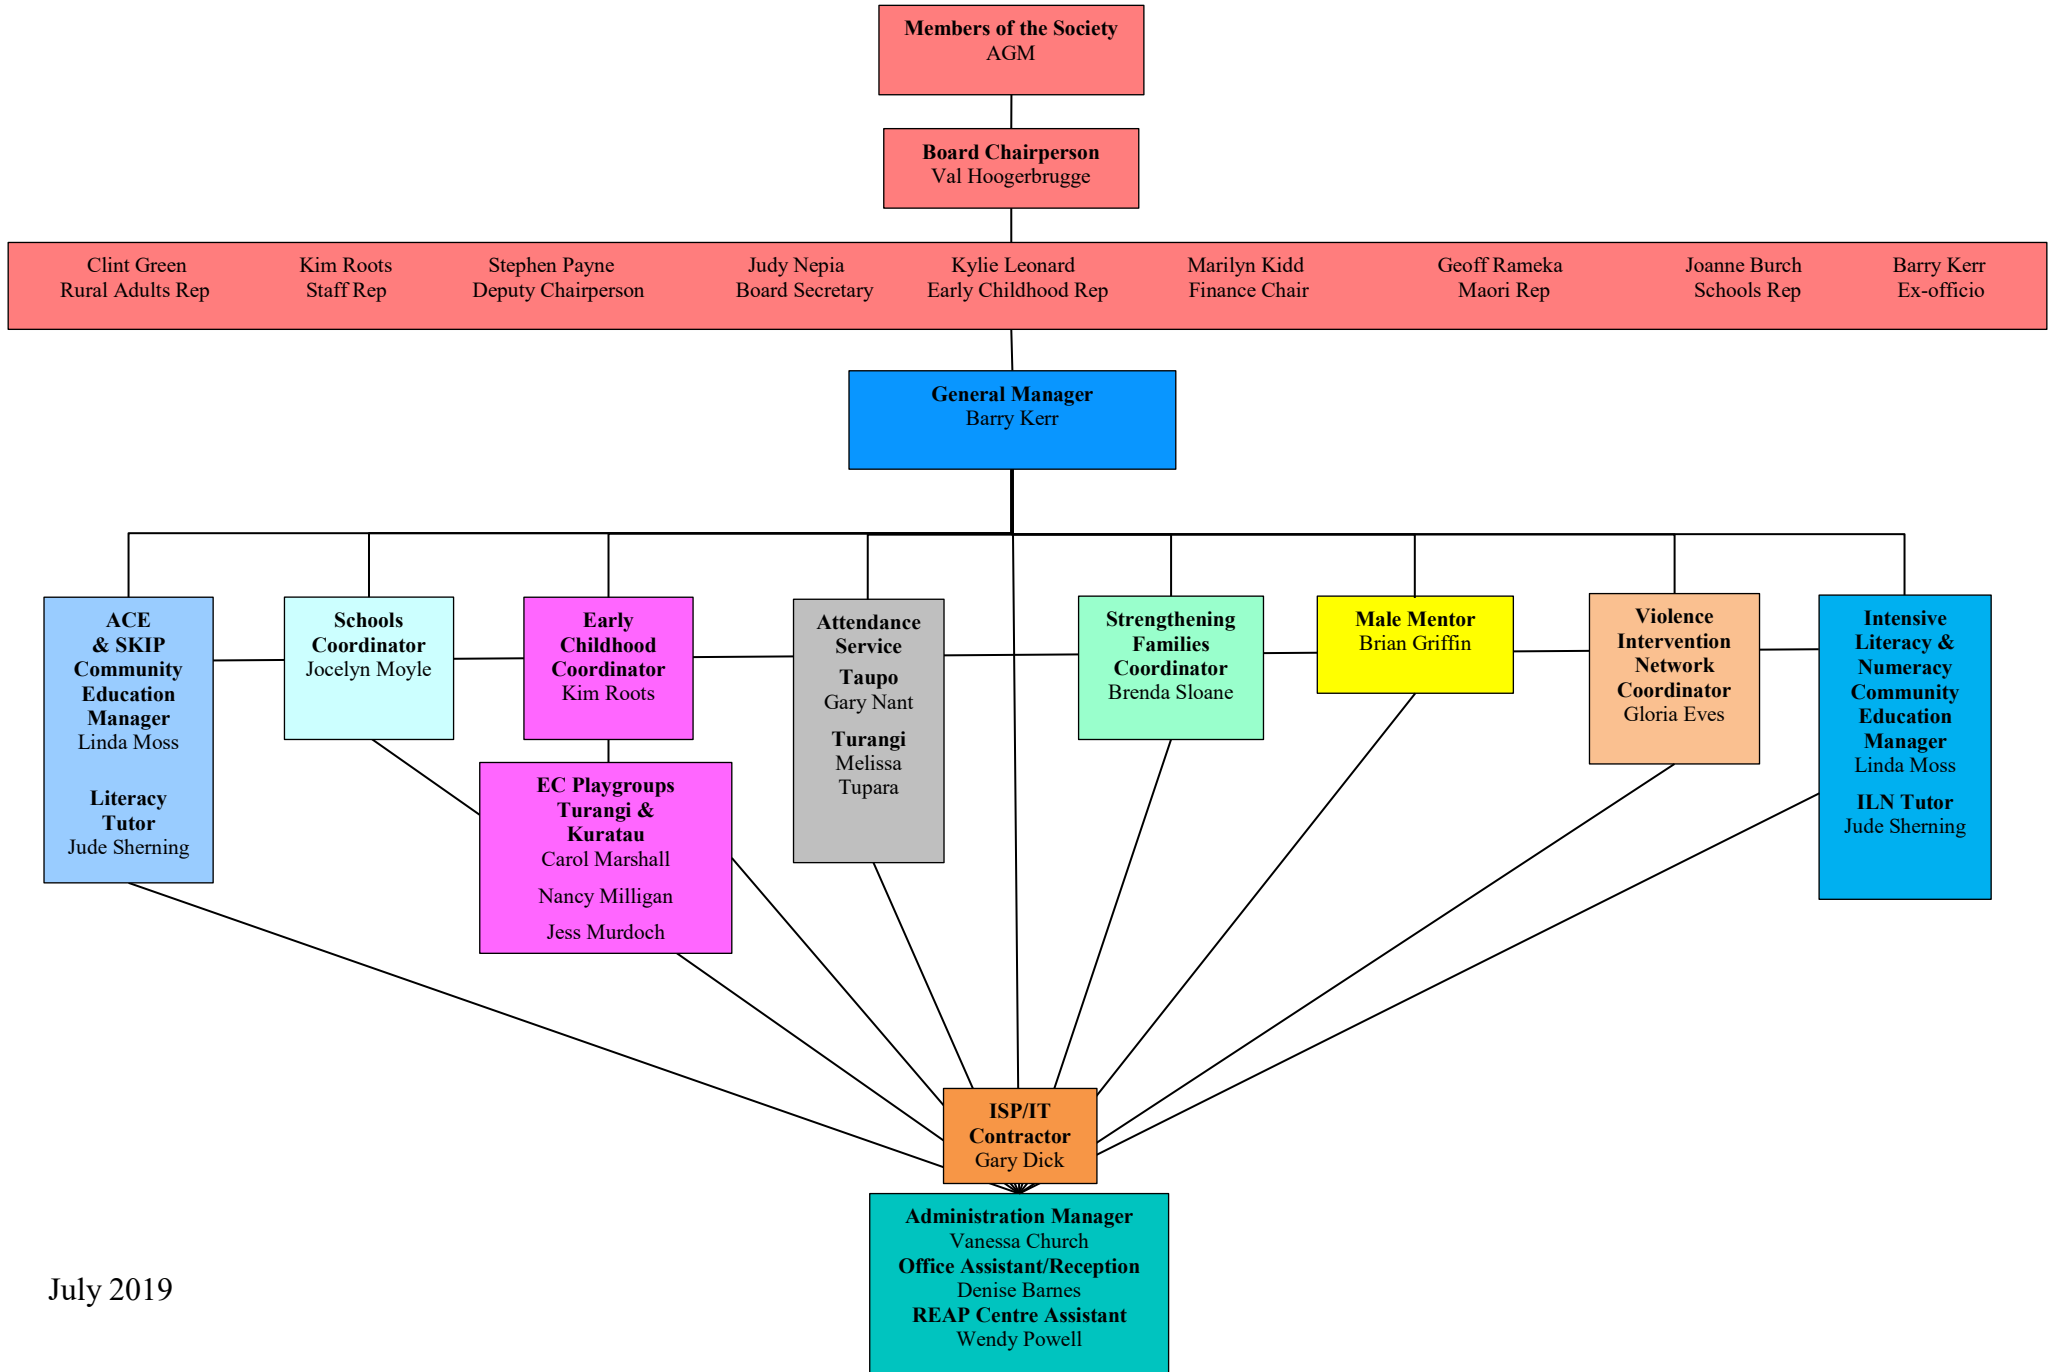 Members of the Society
AGM
Board Chairperson
Val Hoogerbrugge
Clint Green
Rural Adults Rep
Kim Roots
Staff Rep
Stephen Payne
Deputy Chairperson
Judy Nepia
Board Secretary
Kylie Leonard
Early Childhood Rep
Marilyn Kidd
Finance Chair
Geoff Rameka
Maori Rep
Joanne Burch
Schools Rep
Barry Kerr
Ex-officio
General Manager
Barry Kerr
ACE
& SKIP
Community
Education
Manager
Linda Moss
Literacy
Tutor
Jude Sherning
Schools
Coordinator
Jocelyn Moyle
Early
Childhood
Coordinator
Kim Roots
EC Playgroups
Turangi &
Kuratau
Carol Marshall
Nancy Milligan
Jess Murdoch
Attendance
Service
Taupo
Gary Nant
Turangi
Melissa
Tupara
Strengthening
Families
Coordinator
Brenda Sloane
Male Mentor
Brian Griffin
Violence
Intervention
Network
Coordinator
Gloria Eves
Intensive
Literacy &
Numeracy
Community
Education
Manager
Linda Moss
ILN Tutor
Jude Sherning
ISP/IT
Contractor
Gary Dick
Administration Manager
Vanessa Church
Office Assistant/Reception
Denise Barnes
REAP Centre Assistant
Wendy Powell
July 2019